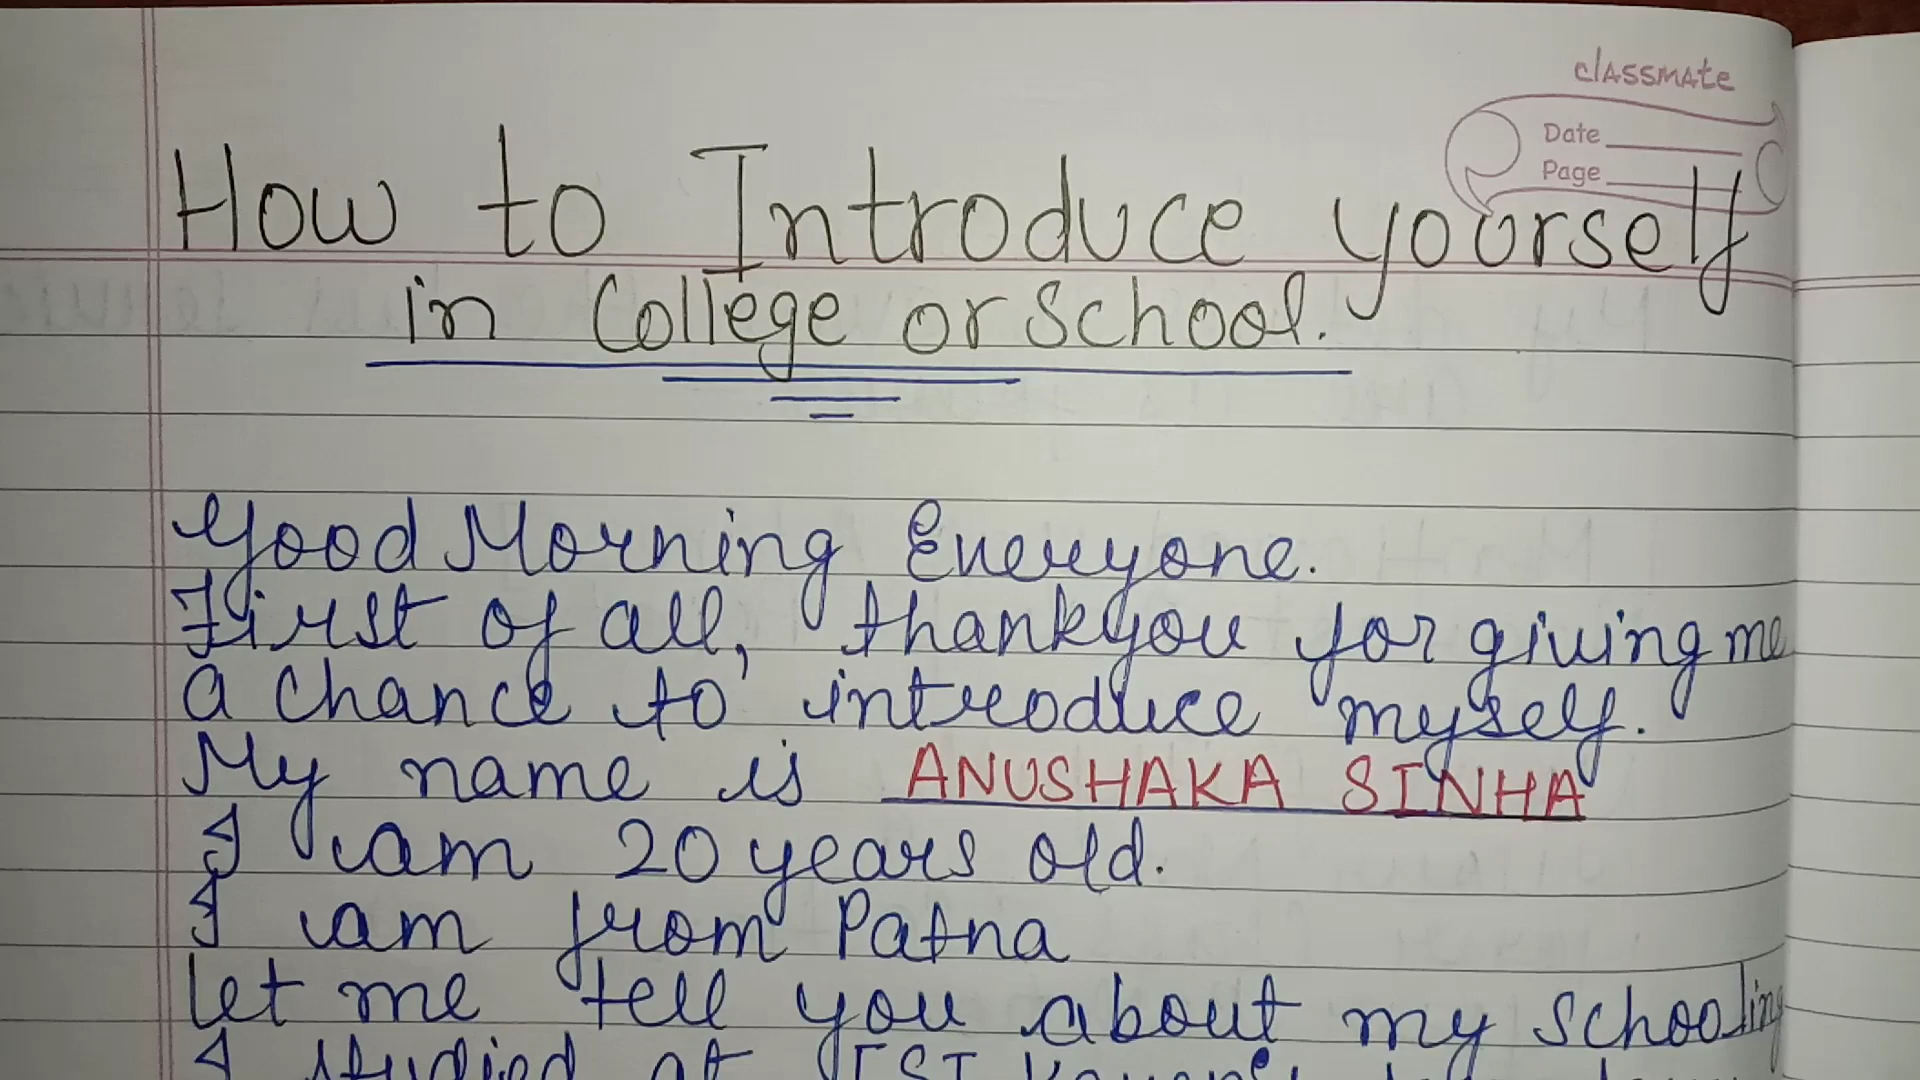 classmate
Date
Page
How to Introduce yourself
in College or School.
Good Morning Everyone.
First of all, thankyou for giving me
a chance to introduce myself.
My name is ANUSHAKA SINHA
I am 20 years old.
I am from Patna
let me tell you about my schooling
I studied at